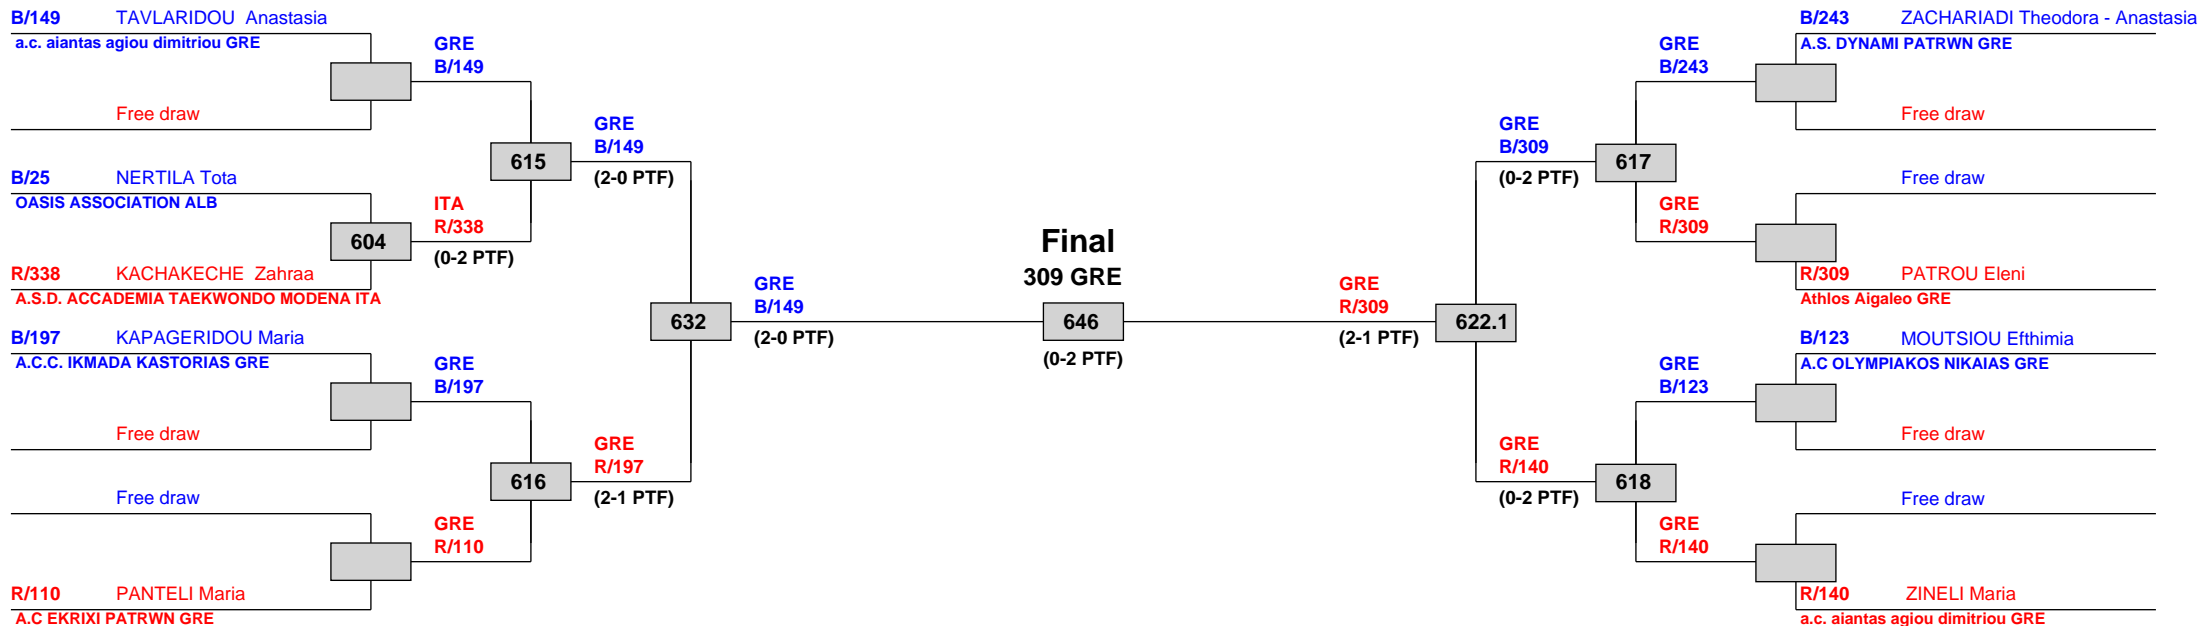 B/149 TAVLARIDOU Anastasia
a.c. aiantas agiou dimitriou GRE
Free draw
B/25 NERTILA Tota
OASIS ASSOCIATION ALB
R/338 KACHAKECHE Zahraa
A.S.D. ACCADEMIA TAEKWONDO MODENA ITA
B/197 KAPAGERIDOU Maria
A.C.C. IKMADA KASTORIAS GRE
Free draw
Free draw
R/110 PANTELI Maria
A.C EKRIXI PATRWN GRE
604
GRE
B/149
ITA
R/338
(0-2 PTF)
GRE
B/197
GRE
R/110
615
616
GRE
B/149
(2-0 PTF)
GRE
R/197
(2-1 PTF)
632
GRE
B/149
(2-0 PTF)
Final
309 GRE
646
(0-2 PTF)
GRE
R/309
(2-1 PTF)
622.1
GRE
B/309
(0-2 PTF)
GRE
R/140
(0-2 PTF)
617
618
GRE
B/243
GRE
R/309
GRE
B/123
GRE
R/140
B/243 ZACHARIADI Theodora - Anastasia
A.S. DYNAMI PATRWN GRE
Free draw
Free draw
R/309 PATROU Eleni
Athlos Aigaleo GRE
B/123 MOUTSIOU Efthimia
A.C OLYMPIAKOS NIKAIAS GRE
Free draw
Free draw
R/140 ZINELI Maria
a.c. aiantas agiou dimitriou GRE